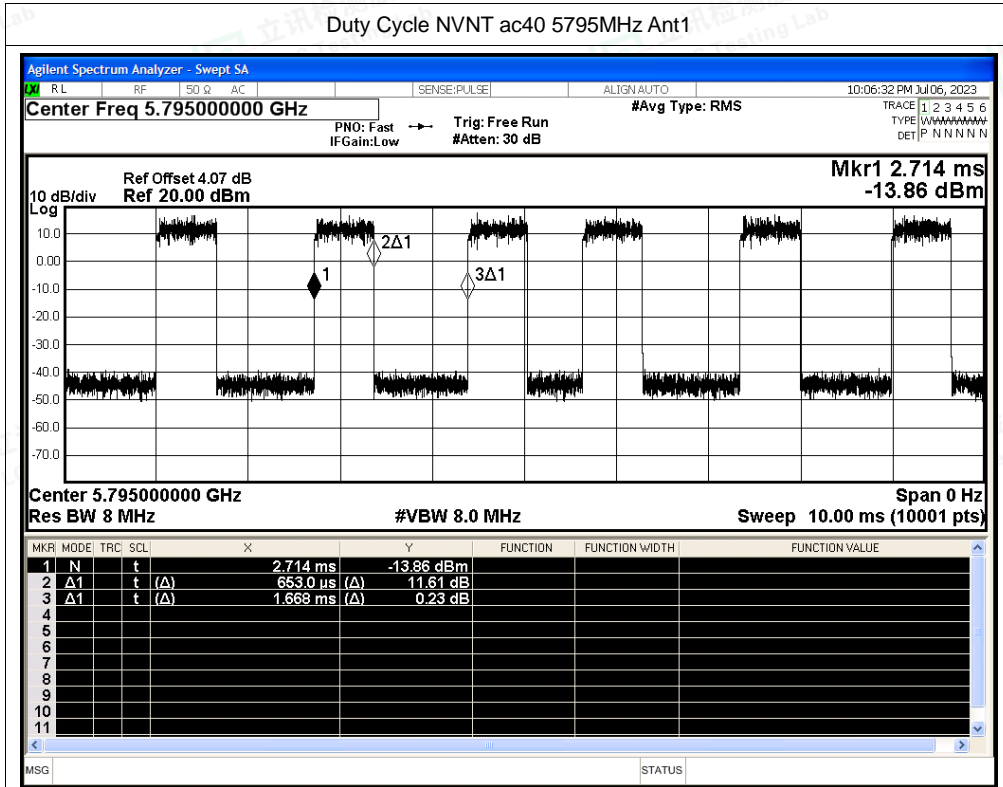 Duty Cycle NVNT ac40 5795MHz Ant1
Agilent Spectrum Analyzer - Swept SA
RL RF 50 Ω AC SENSE:PULSE ALIGN AUTO 10:06:32 PM Jul 06, 2023
Center Freq 5.795000000 GHz #Avg Type: RMS TRACE 1 2 3 4 5 6
PNO: Fast Trig: Free Run TYPE
IFGain:Low #Atten: 30 dB DET P N N N N N
Mkr1 2.714 ms
Ref Offset 4.07 dB
10 dB/div Ref 20.00 dBm -13.86 dBm
Log
10.0
2Δ1
0.00
1
3Δ1
-10.0
-20.0
-30.0
-40.0
-50.0
-60.0
-70.0
Center 5.795000000 GHz Span 0 Hz
Res BW 8 MHz #VBW 8.0 MHz Sweep 10.00 ms (10001 pts)
MKR MODE TRC SCL X Y FUNCTION FUNCTION WIDTH FUNCTION VALUE
1 N t 2.714 ms -13.86 dBm
2 Δ1 t (Δ) 653.0 µs (Δ) 11.61 dB
3 Δ1 t (Δ) 1.668 ms (Δ) 0.23 dB
4
5
6
7
8
9
10
11
MSG STATUS